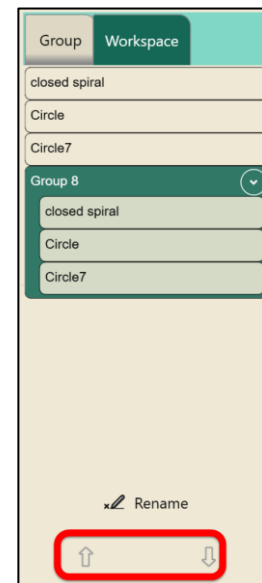 Group Workspace
closed spiral
Circle
Circle7
Group 8
closed spiral
Circle
Circle7
Rename